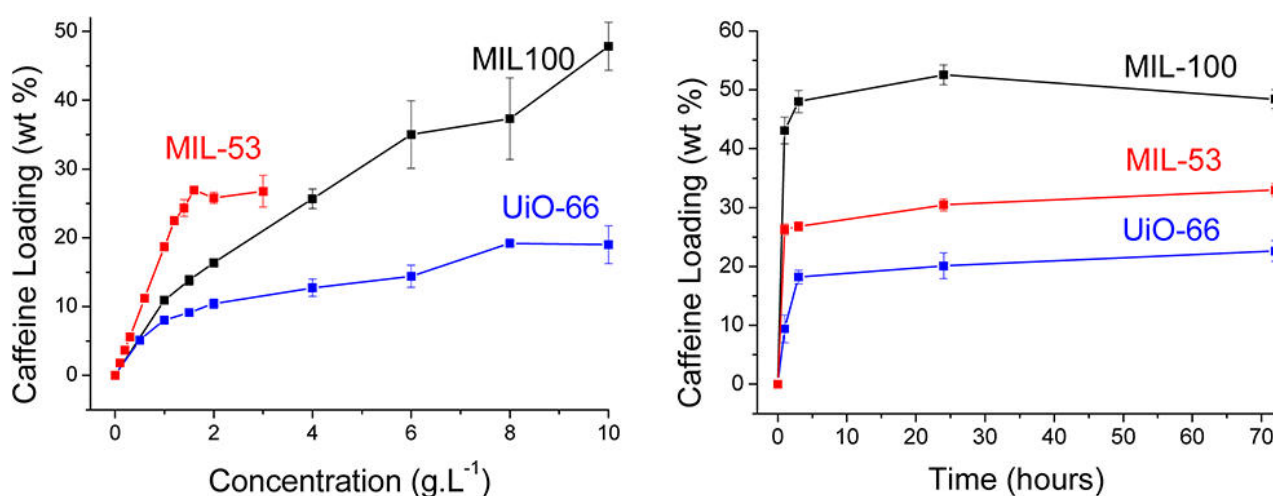 Caffeine Loading (wt %)
50
40
30
20
10
0
MIL100
MIL-53
UiO-66
0 2 4 6 8 10
Concentration (g.L⁻¹)
Caffeine Loading (wt %)
60
50
40
30
20
10
0
MIL-100
MIL-53
UiO-66
0 10 20 30 40 50 60 70
Time (hours)